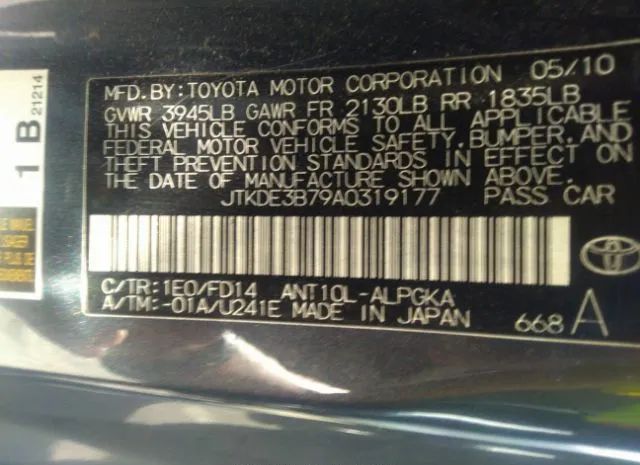 MFD.BY:TOYOTA MOTOR CORPORATION 05/10
GVWR 3945LB GAWR FR 2130LB RR 1835LB
THIS VEHICLE CONFORMS TO ALL APPLICABLE
FEDERAL MOTOR VEHICLE SAFETY,BUMPER,AND
THEFT PREVENTION STANDARDS IN EFFECT ON
THE DATE OF MANUFACTURE SHOWN ABOVE.
JTKDE3B79A0319177 PASS CAR
C/TR:1E0/FD14 ANT10L-ALPGKA
A/TM:-01A/U241E MADE IN JAPAN
668A
1 B
21214